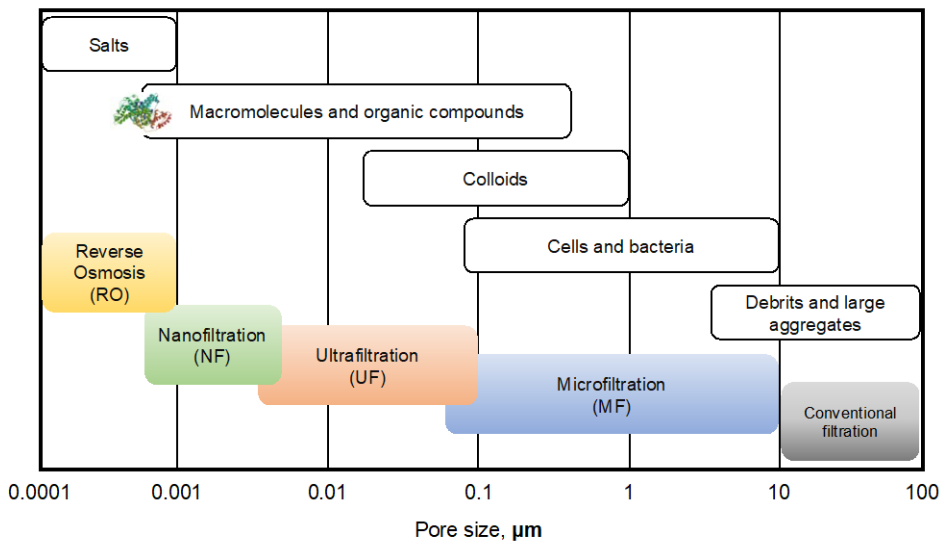 Salts
Macromolecules and organic compounds
Colloids
Cells and bacteria
Reverse
Osmosis
(RO)
Debrits and large
aggregates
Nanofiltration
(NF)
Ultrafiltration
(UF)
Microfiltration
(MF)
Conventional
filtration
0.0001 0.001 0.01 0.1 1 10 100
Pore size, µm